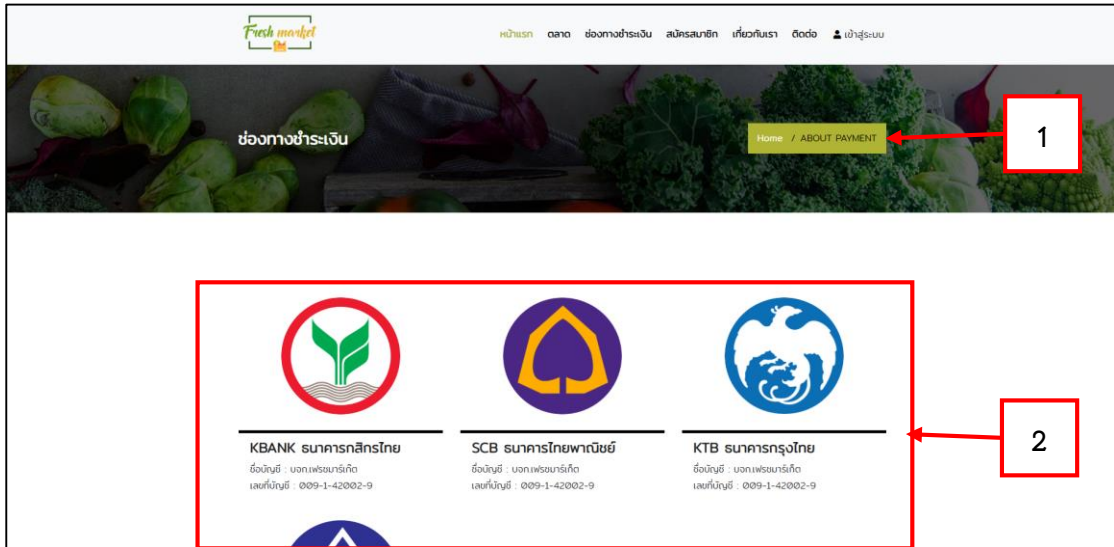 Fresh market
หน้าแรก ตลาด ช่องทางชำระเงิน สมัครสมาชิก เกี่ยวกับเรา ติดต่อ เข้าสู่ระบบ
ช่องทางชำระเงิน
Home / ABOUT PAYMENT
1
KBANK ธนาคารกสิกรไทย
ชื่อบัญชี : บจก.เฟรชมาร์เก็ต
เลขที่บัญชี : 009-1-42002-9
SCB ธนาคารไทยพาณิชย์
ชื่อบัญชี : บจก.เฟรชมาร์เก็ต
เลขที่บัญชี : 009-1-42002-9
KTB ธนาคารกรุงไทย
ชื่อบัญชี : บจก.เฟรชมาร์เก็ต
เลขที่บัญชี : 009-1-42002-9
2